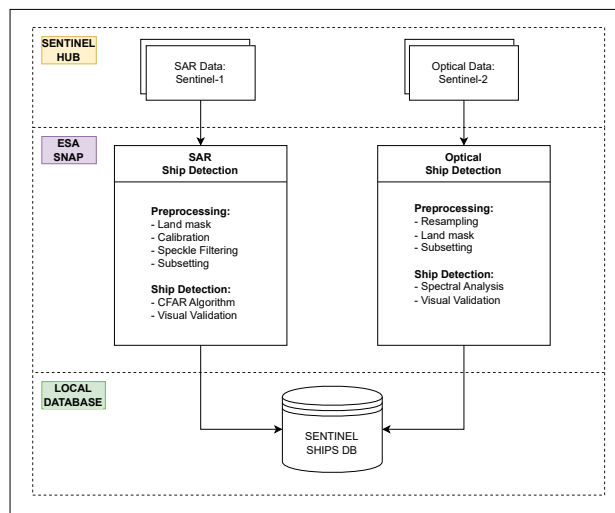 SENTINEL
HUB
SAR Data:
Sentinel-1
Optical Data:
Sentinel-2
ESA
SNAP
SAR
Ship Detection
Preprocessing:
- Land mask
- Calibration
- Speckle Filtering
- Subsetting
Ship Detection:
- CFAR Algorithm
- Visual Validation
Optical
Ship Detection
Preprocessing:
- Resampling
- Land mask
- Subsetting
Ship Detection:
- Spectral Analysis
- Visual Validation
LOCAL
DATABASE
SENTINEL
SHIPS DB